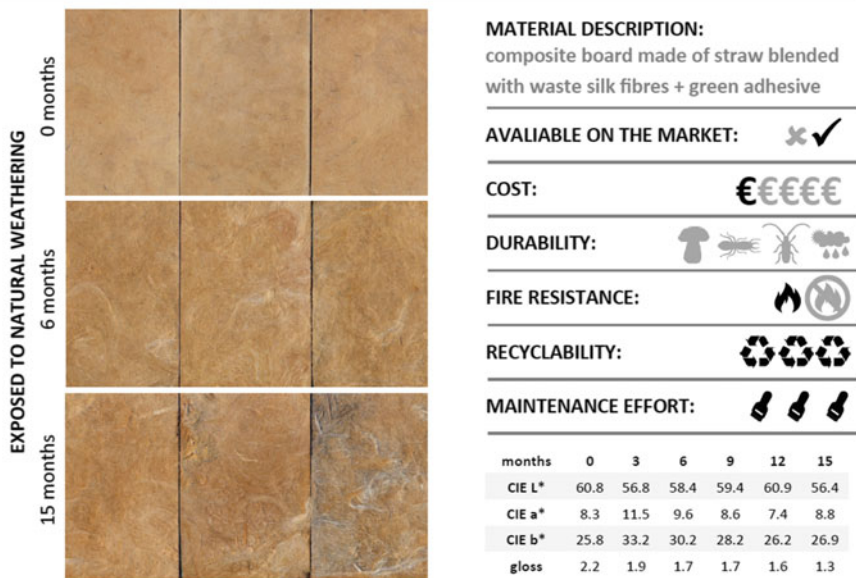 EXPOSED TO NATURAL WEATHERING
0 months
6 months
15 months
MATERIAL DESCRIPTION:
composite board made of straw blended
with waste silk fibres + green adhesive
AVALIABLE ON THE MARKET:
COST: €€€€€
DURABILITY:
FIRE RESISTANCE:
RECYCLABILITY:
MAINTENANCE EFFORT:
months 0 3 6 9 12 15
CIE L* 60.8 56.8 58.4 59.4 60.9 56.4
CIE a* 8.3 11.5 9.6 8.6 7.4 8.8
CIE b* 25.8 33.2 30.2 28.2 26.2 26.9
gloss 2.2 1.9 1.7 1.7 1.6 1.3